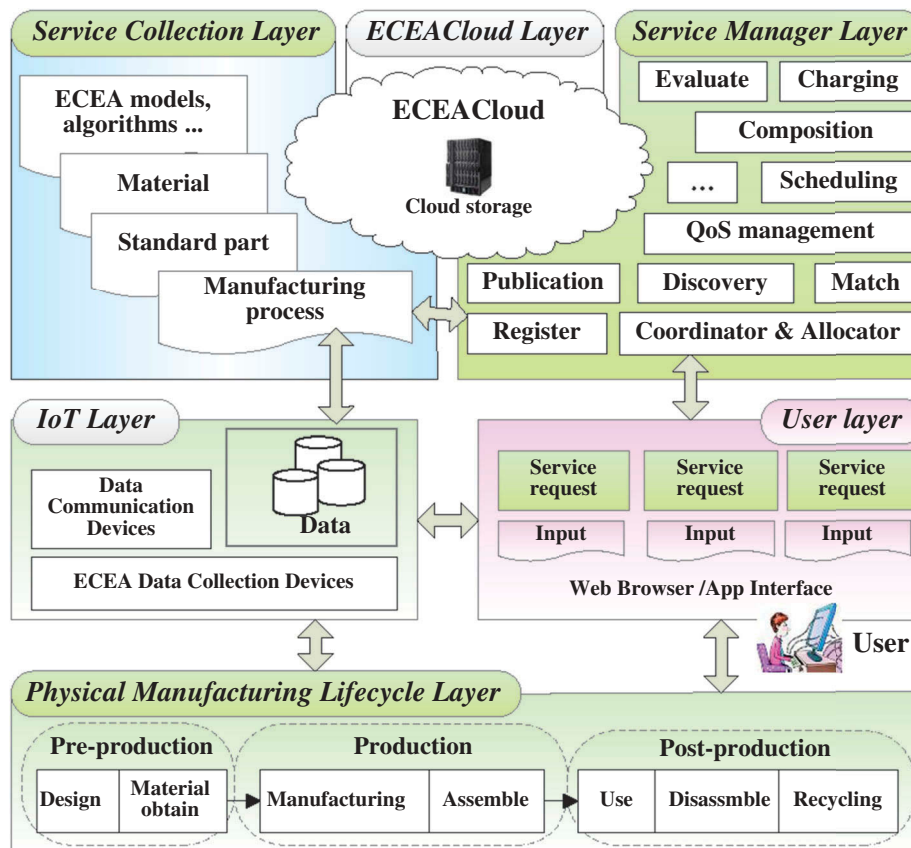 Service Collection Layer
ECEA models,
algorithms ...
Material
Standard part
Manufacturing
process
ECEACloud Layer
ECEACloud
Cloud storage
Service Manager Layer
Evaluate
Charging
Composition
...
Scheduling
QoS management
Publication
Discovery
Match
Register
Coordinator & Allocator
IoT Layer
Data
Communication
Devices
Data
ECEA Data Collection Devices
User layer
Service
request
Service
request
Service
request
Input
Input
Input
Web Browser /App Interface
User
Physical Manufacturing Lifecycle Layer
Pre-production
Design
Material
obtain
Production
Manufacturing
Assemble
Post-production
Use
Disassmble
Recycling